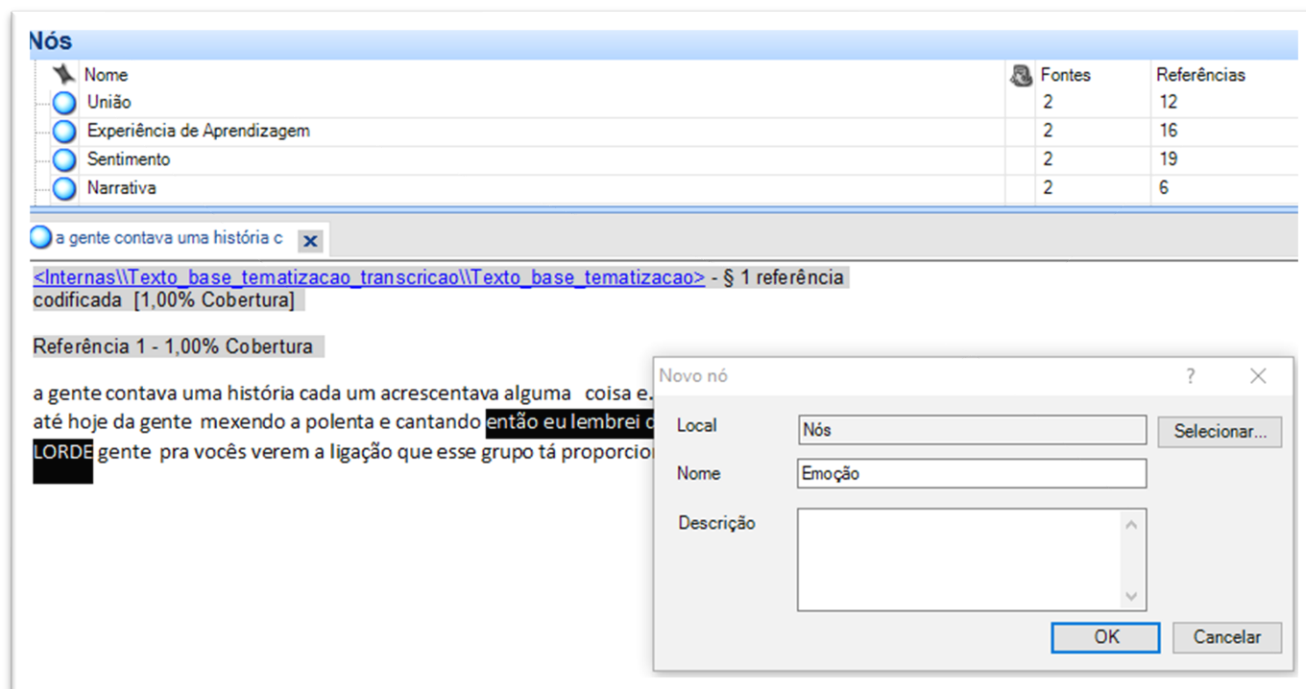 Nós
Nome Fontes Referências
União 2 12
Experiência de Aprendizagem 2 16
Sentimento 2 19
Narrativa 2 6
a gente contava uma história c
<Internas\\Texto_base_tematizacao_transcricao\\Texto_base_tematizacao> - § 1 referência
codificada [1,00% Cobertura]
Referência 1 - 1,00% Cobertura
a gente contava uma história cada um acrescentava alguma coisa e.
até hoje da gente mexendo a polenta e cantando então eu lembrei
LORDE gente pra vocês verem a ligação que esse grupo tá
Novo nó ?
Local Nós Selecionar...
Nome Emoção
Descrição
OK Cancelar